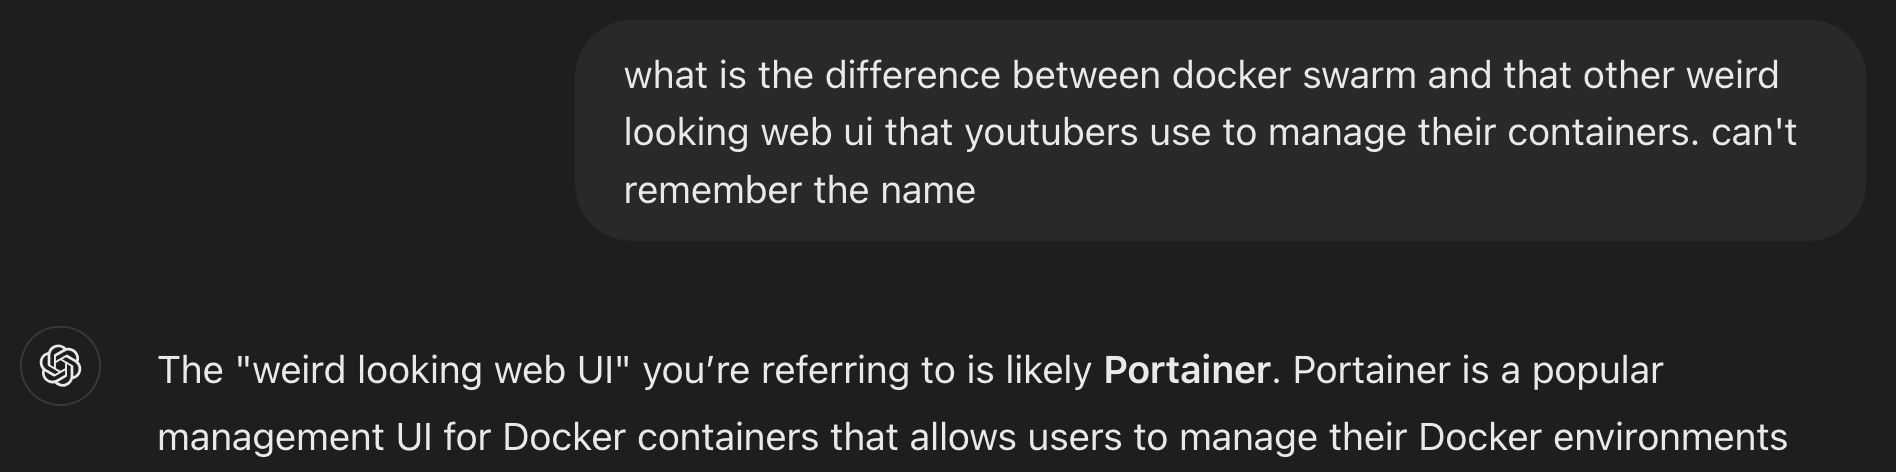 what is the difference between docker swarm and that other weird
looking web ui that youtubers use to manage their containers. can't
remember the name
The "weird looking web UI" you’re referring to is likely Portainer. Portainer is a popular
management UI for Docker containers that allows users to manage their Docker environments